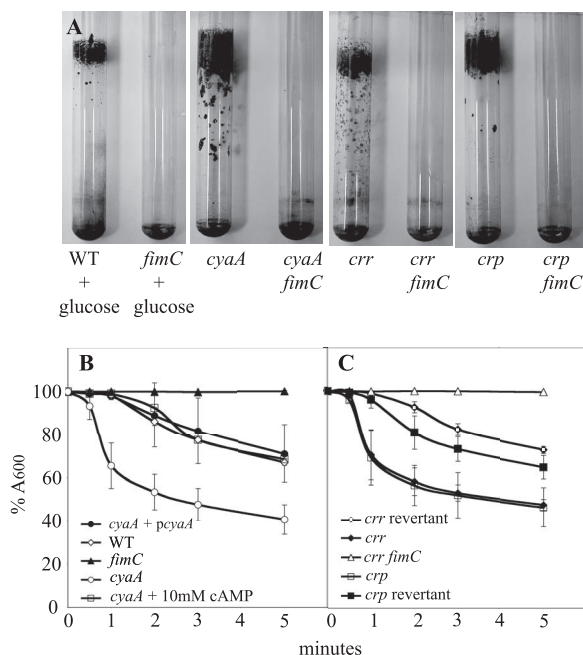 A
WT + glucose
fimC + glucose
cyaA
cyaA fimC
crr
crr fimC
crp
crp fimC
B
C
% A600
100
80
60
40
20
0
cyaA + pcyaA
WT
fimC
cyaA
cyaA + 10mM cAMP
crr revertant
crr
crr fimC
crp
crp revertant
0 1 2 3 5
0 1 2 3 5
minutes